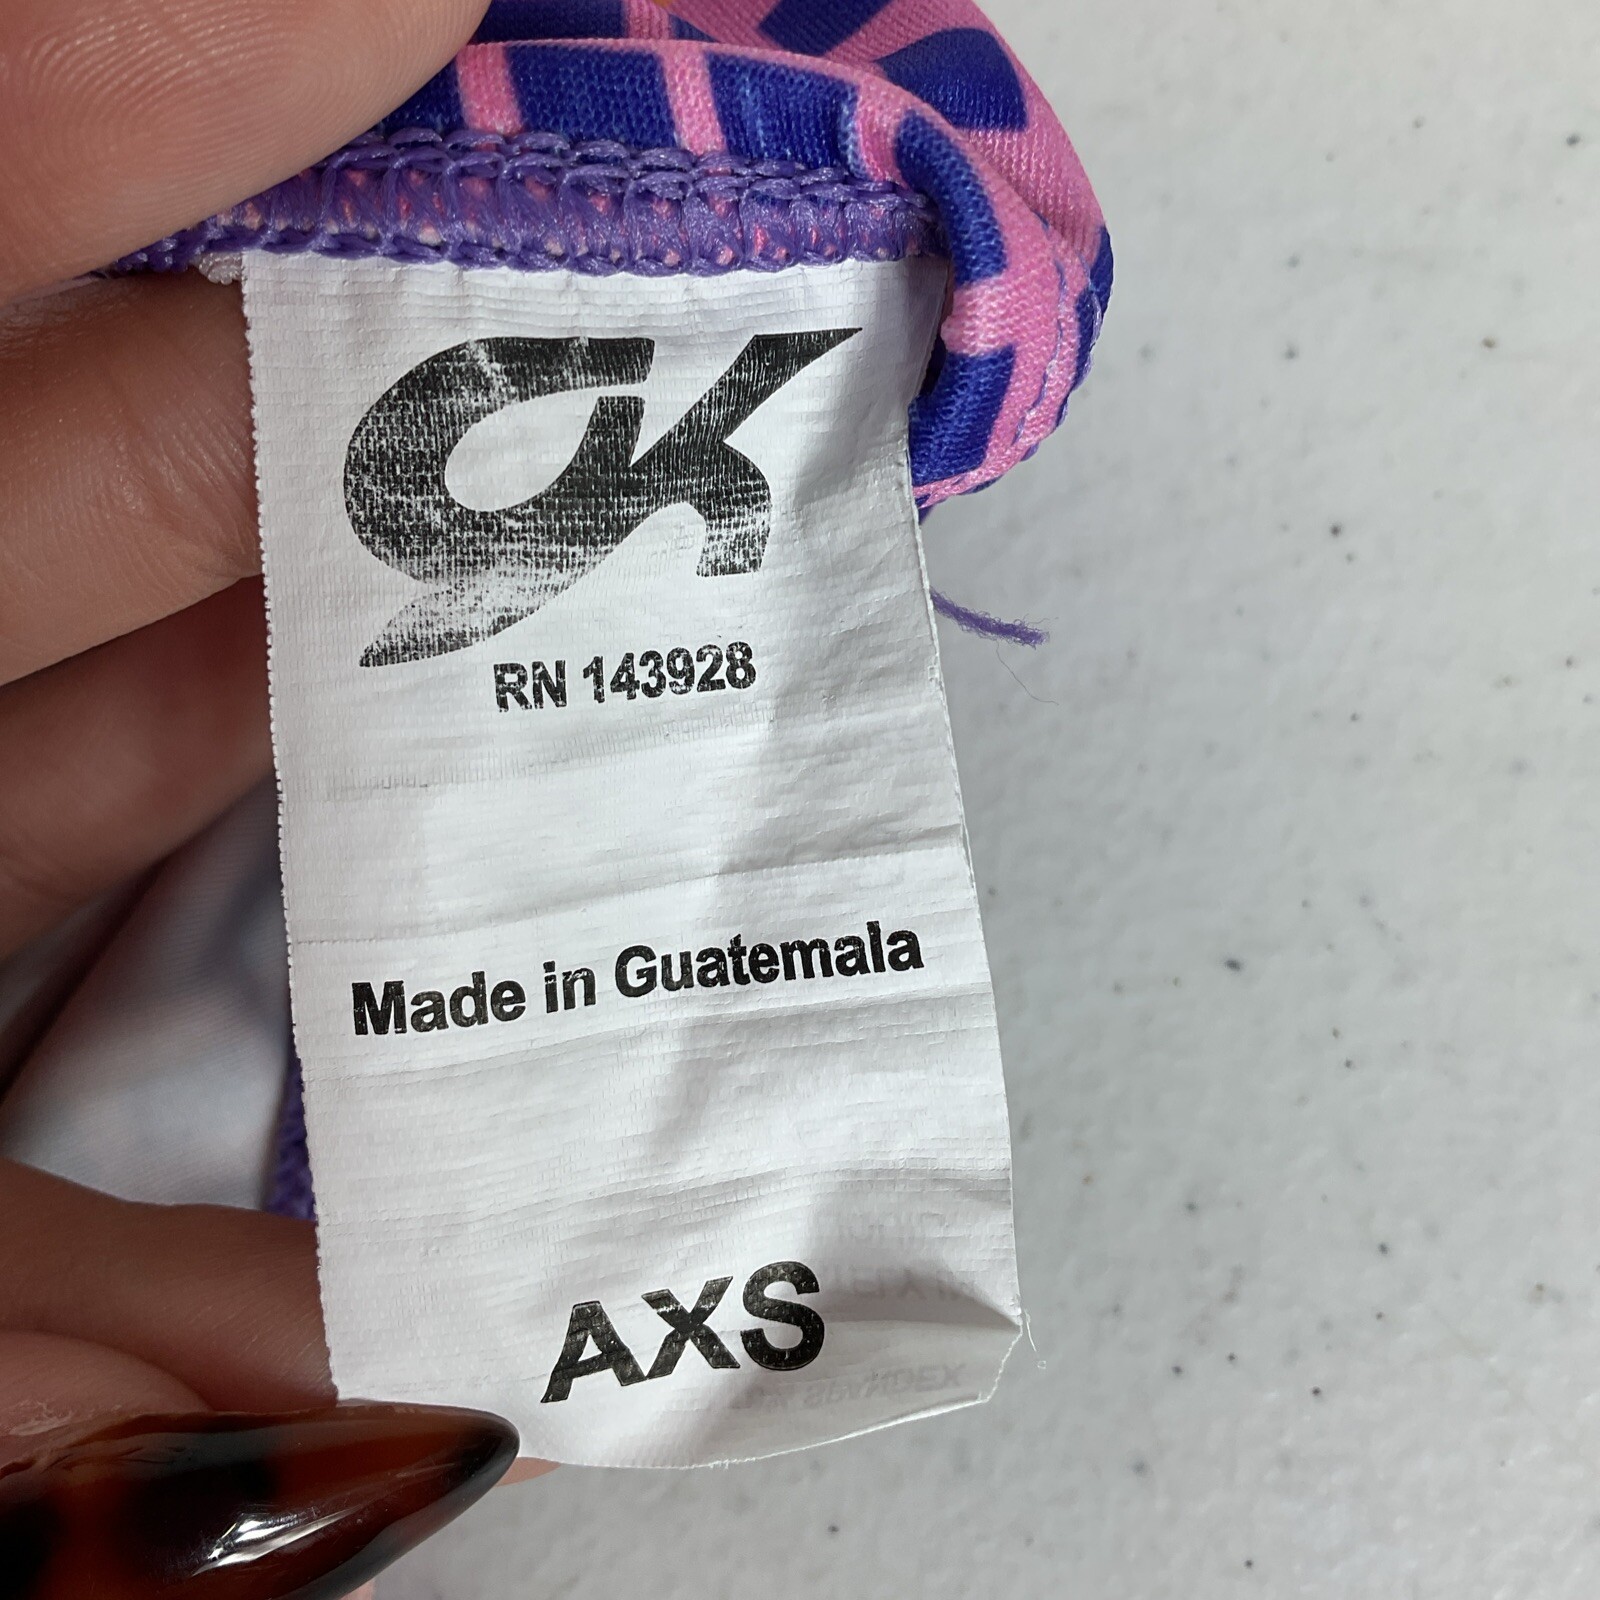 GK
RN 143928
Made in Guatemala
AXS